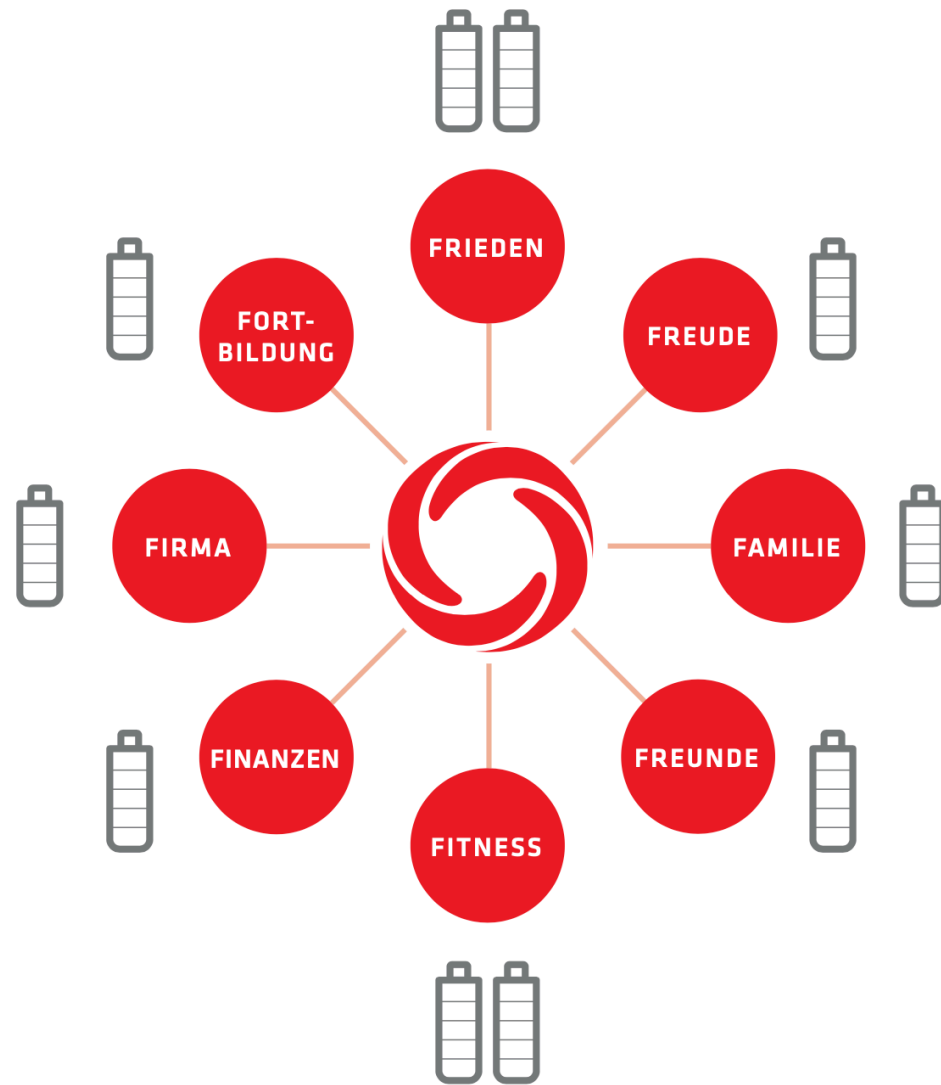 FRIEDEN
FORT-
BILDUNG
FREUDE
FIRMA
FAMILIE
FINANZEN
FREUNDE
FITNESS